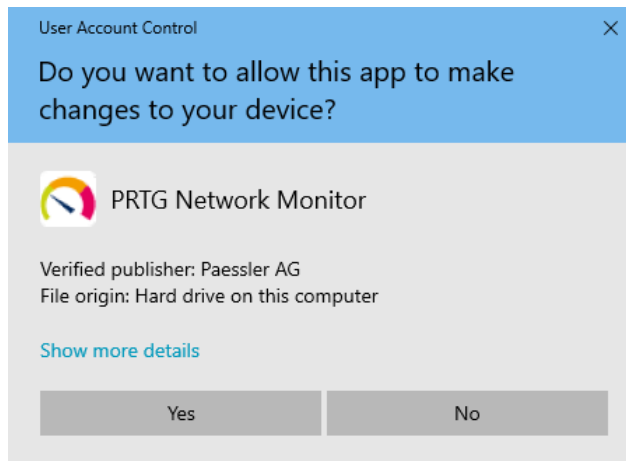 User Account Control
Do you want to allow this app to make
changes to your device?
PRTG Network Monitor
Verified publisher: Paessler AG
File origin: Hard drive on this computer
Show more details
Yes
No